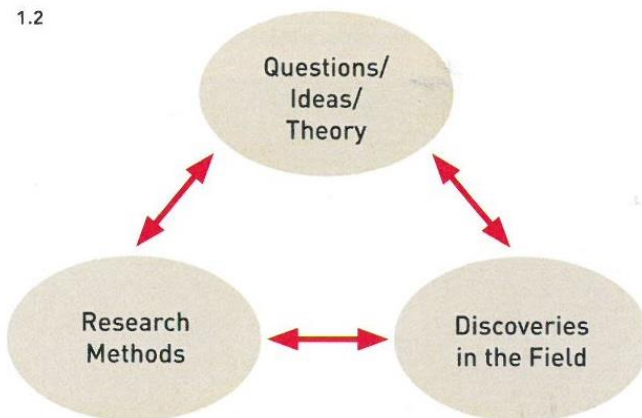 1.2
Questions/
Ideas/
Theory
Research
Methods
Discoveries
in the Field